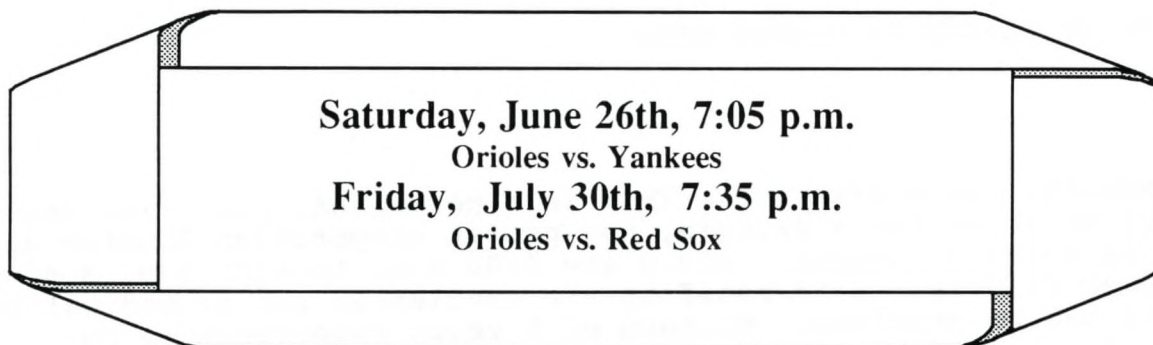 Saturday, June 26th, 7:05 p.m.
Orioles vs. Yankees
Friday, July 30th, 7:35 p.m.
Orioles vs. Red Sox